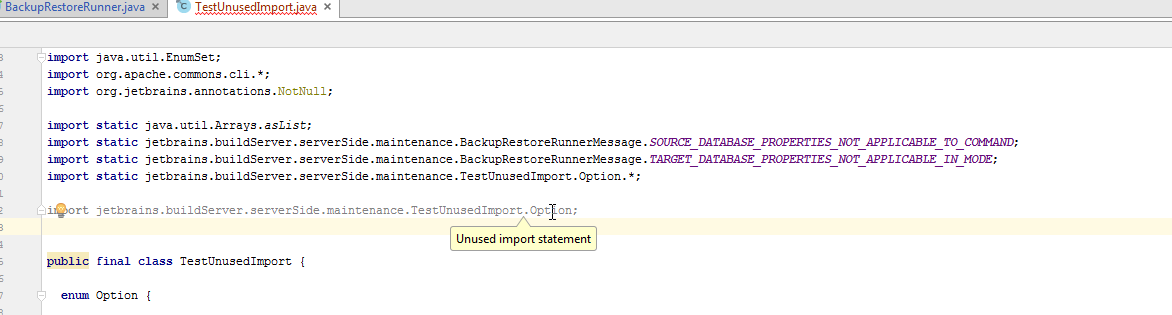 BackupRestoreRunner.java × TestUnusedImport.java ×
3 import java.util.EnumSet;
4 import org.apache.commons.cli.*;
5 import org.jetbrains.annotations.NotNull;
6
7 import static java.util.Arrays.asList;
8 import static jetbrains.buildServer.serverSide.maintenance.BackupRestoreRunnerMessage.SOURCE_DATABASE_PROPERTIES_NOT_APPLICABLE_TO_COMMAND;
9 import static jetbrains.buildServer.serverSide.maintenance.BackupRestoreRunnerMessage.TARGET_DATABASE_PROPERTIES_NOT_APPLICABLE_IN_MODE;
0 import static jetbrains.buildServer.serverSide.maintenance.TestUnusedImport.Option.*;
1
2 import jetbrains.buildServer.serverSide.maintenance.TestUnusedImport.Option;
3
Unused import statement
4
5 public final class TestUnusedImport {
6
7 enum Option {
8